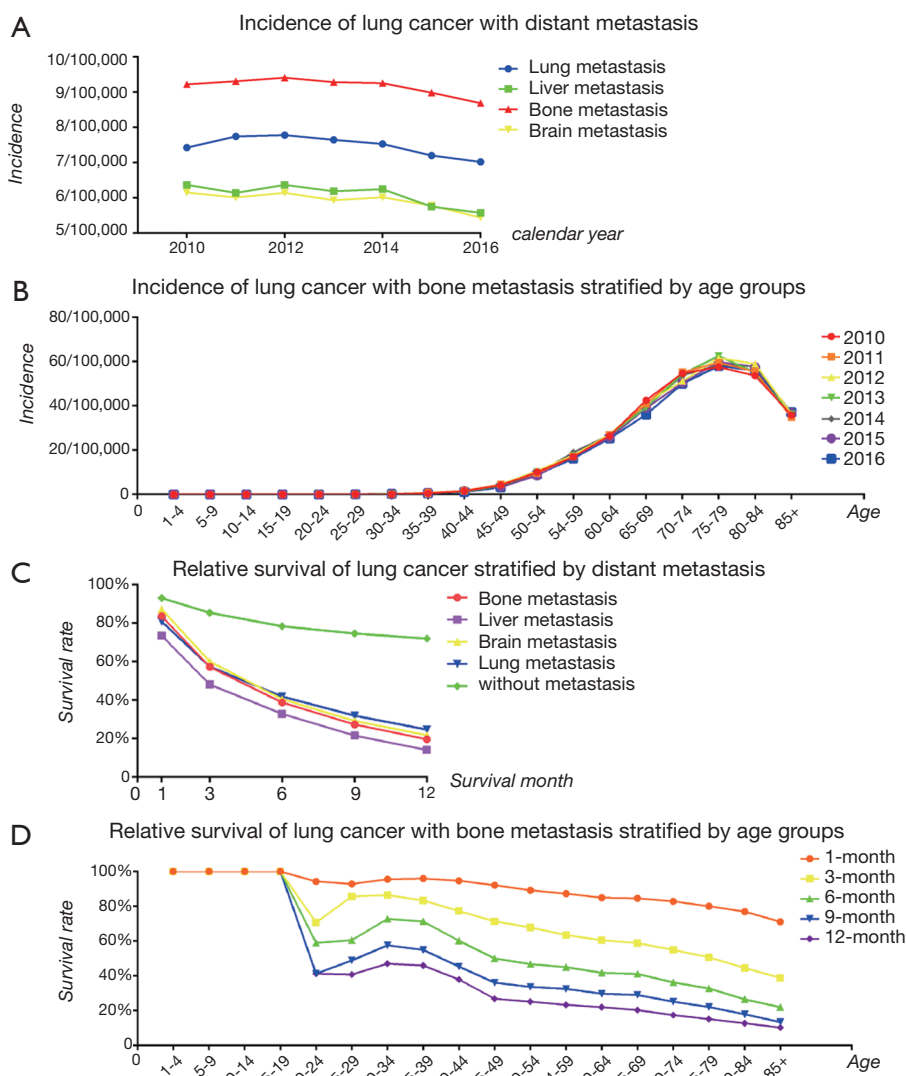 A
Incidence of lung cancer with distant metastasis
Incidence
10/100,000
9/100,000
8/100,000
7/100,000
6/100,000
5/100,000
2010 2012 2014 2016
calendar year
Lung metastasis
Liver metastasis
Bone metastasis
Brain metastasis
B
Incidence of lung cancer with bone metastasis stratified by age groups
Incidence
80/100,000
60/100,000
40/100,000
20/100,000
0
0 1-4 5-9 10-14 15-19 20-24 25-29 30-34 35-39 40-44 45-49 50-54 54-59 60-64 65-69 70-74 75-79 80-84 85+ Age
2010
2011
2012
2013
2014
2015
2016
C
Relative survival of lung cancer stratified by distant metastasis
Survival rate
100%
80%
60%
40%
20%
0
0 1 3 6 9 12
Survival month
Bone metastasis
Liver metastasis
Brain metastasis
Lung metastasis
without metastasis
D
Relative survival of lung cancer with bone metastasis stratified by age groups
Survival rate
100%
80%
60%
40%
20%
0
0 1-4 5-9 85+ Age
1-month
3-month
6-month
9-month
12-month